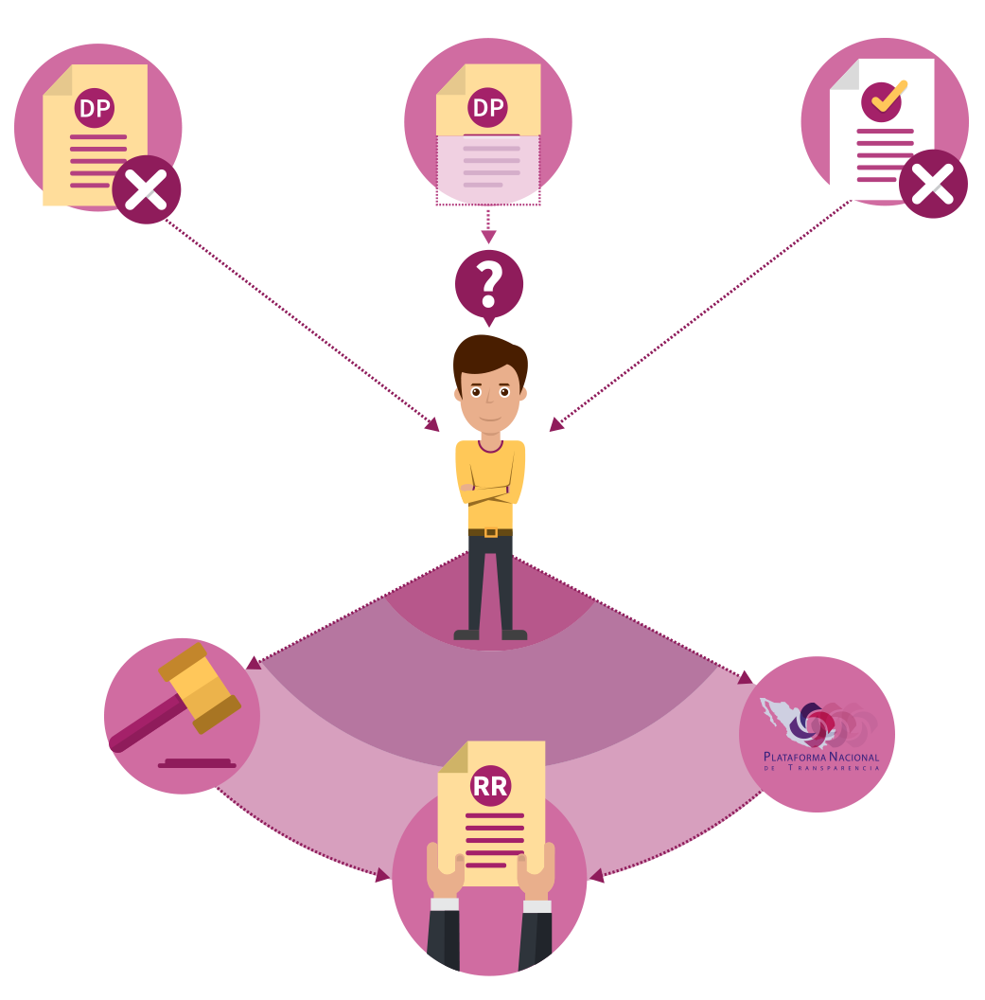 DP
DP
?
PLATAFORMA NACIONAL
DE TRANSPARENCIA
RR